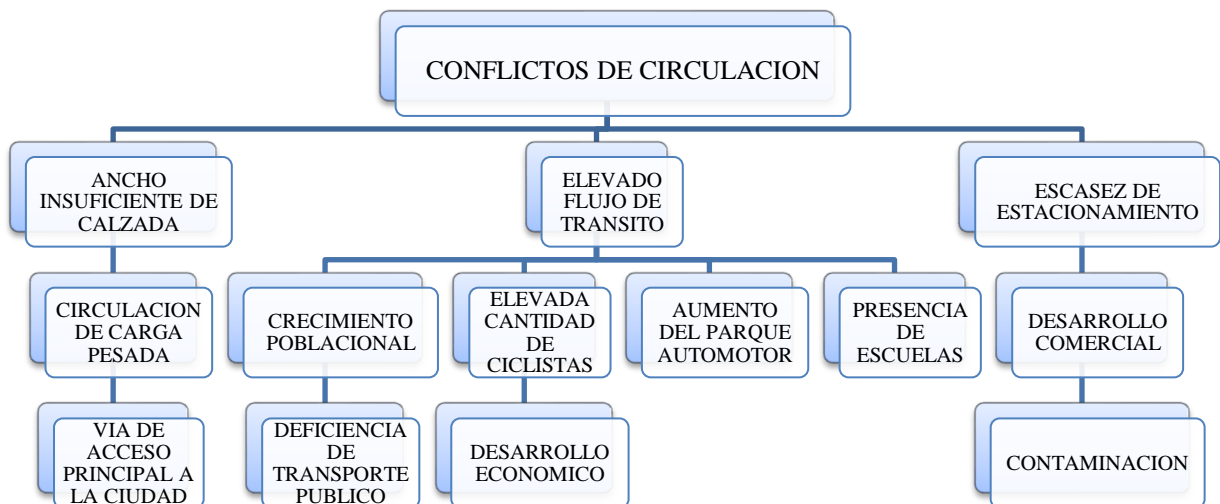 CONFLICTOS DE CIRCULACION
ANCHO
INSUFICIENTE DE
CALZADA
ELEVADO
FLUJO DE
TRANSITO
ESCASEZ DE
ESTACIONAMIENTO
CIRCULACION
DE CARGA
PESADA
CRECIMIENTO
POBLACIONAL
ELEVADA
CANTIDAD
DE
CICLISTAS
AUMENTO
DEL PARQUE
AUTOMOTOR
PRESENCIA
DE
ESCUELAS
DESARROLLO
COMERCIAL
VIA DE
ACCESO
PRINCIPAL A
LA CIUDAD
DEFICIENCIA
DE
TRANSPORTE
PUBLICO
DESARROLLO
ECONOMICO
CONTAMINACION